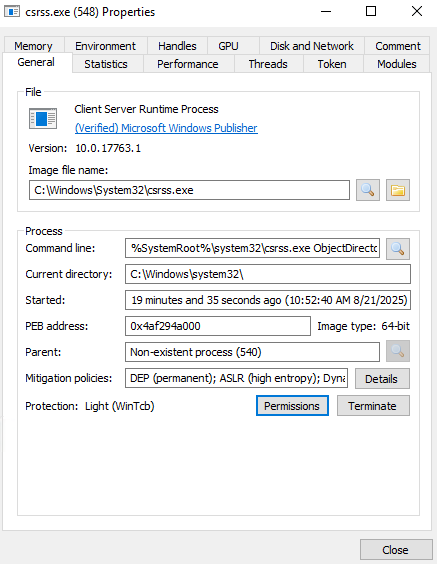 csrss.exe (548) Properties
Memory Environment Handles GPU Disk and Network Comment
General Statistics Performance Threads Token Modules
File
Client Server Runtime Process
(Verified) Microsoft Windows Publisher
Version: 10.0.17763.1
Image file name:
C:\Windows\System32\csrss.exe
Process
Command line: %SystemRoot%\system32\csrss.exe ObjectDirecto
Current directory: C:\Windows\system32\
Started: 19 minutes and 35 seconds ago (10:52:40 AM 8/21/2025)
PEB address: 0x4af294a000 Image type: 64-bit
Parent: Non-existent process (540)
Mitigation policies: DEP (permanent); ASLR (high entropy); Dyna Details
Protection: Light (WinTcb) Permissions Terminate
Close